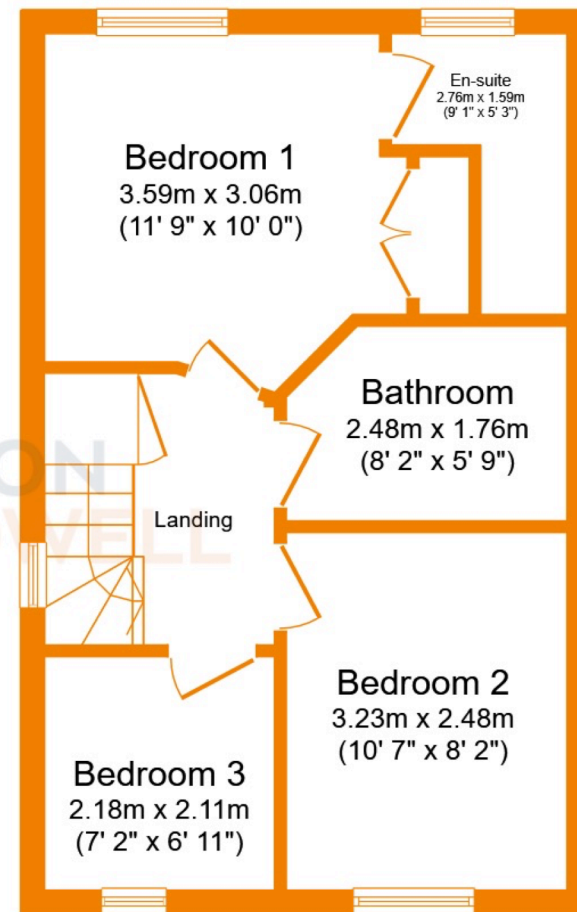 En-suite
2.76m x 1.59m
(9' 1" x 5' 3")
Bedroom 1
3.59m x 3.06m
(11' 9" x 10' 0")
Bathroom
2.48m x 1.76m
(8' 2" x 5' 9")
ON
WELL
Landing
Bedroom 2
3.23m x 2.48m
(10' 7" x 8' 2")
Bedroom 3
2.18m x 2.11m
(7' 2" x 6' 11")